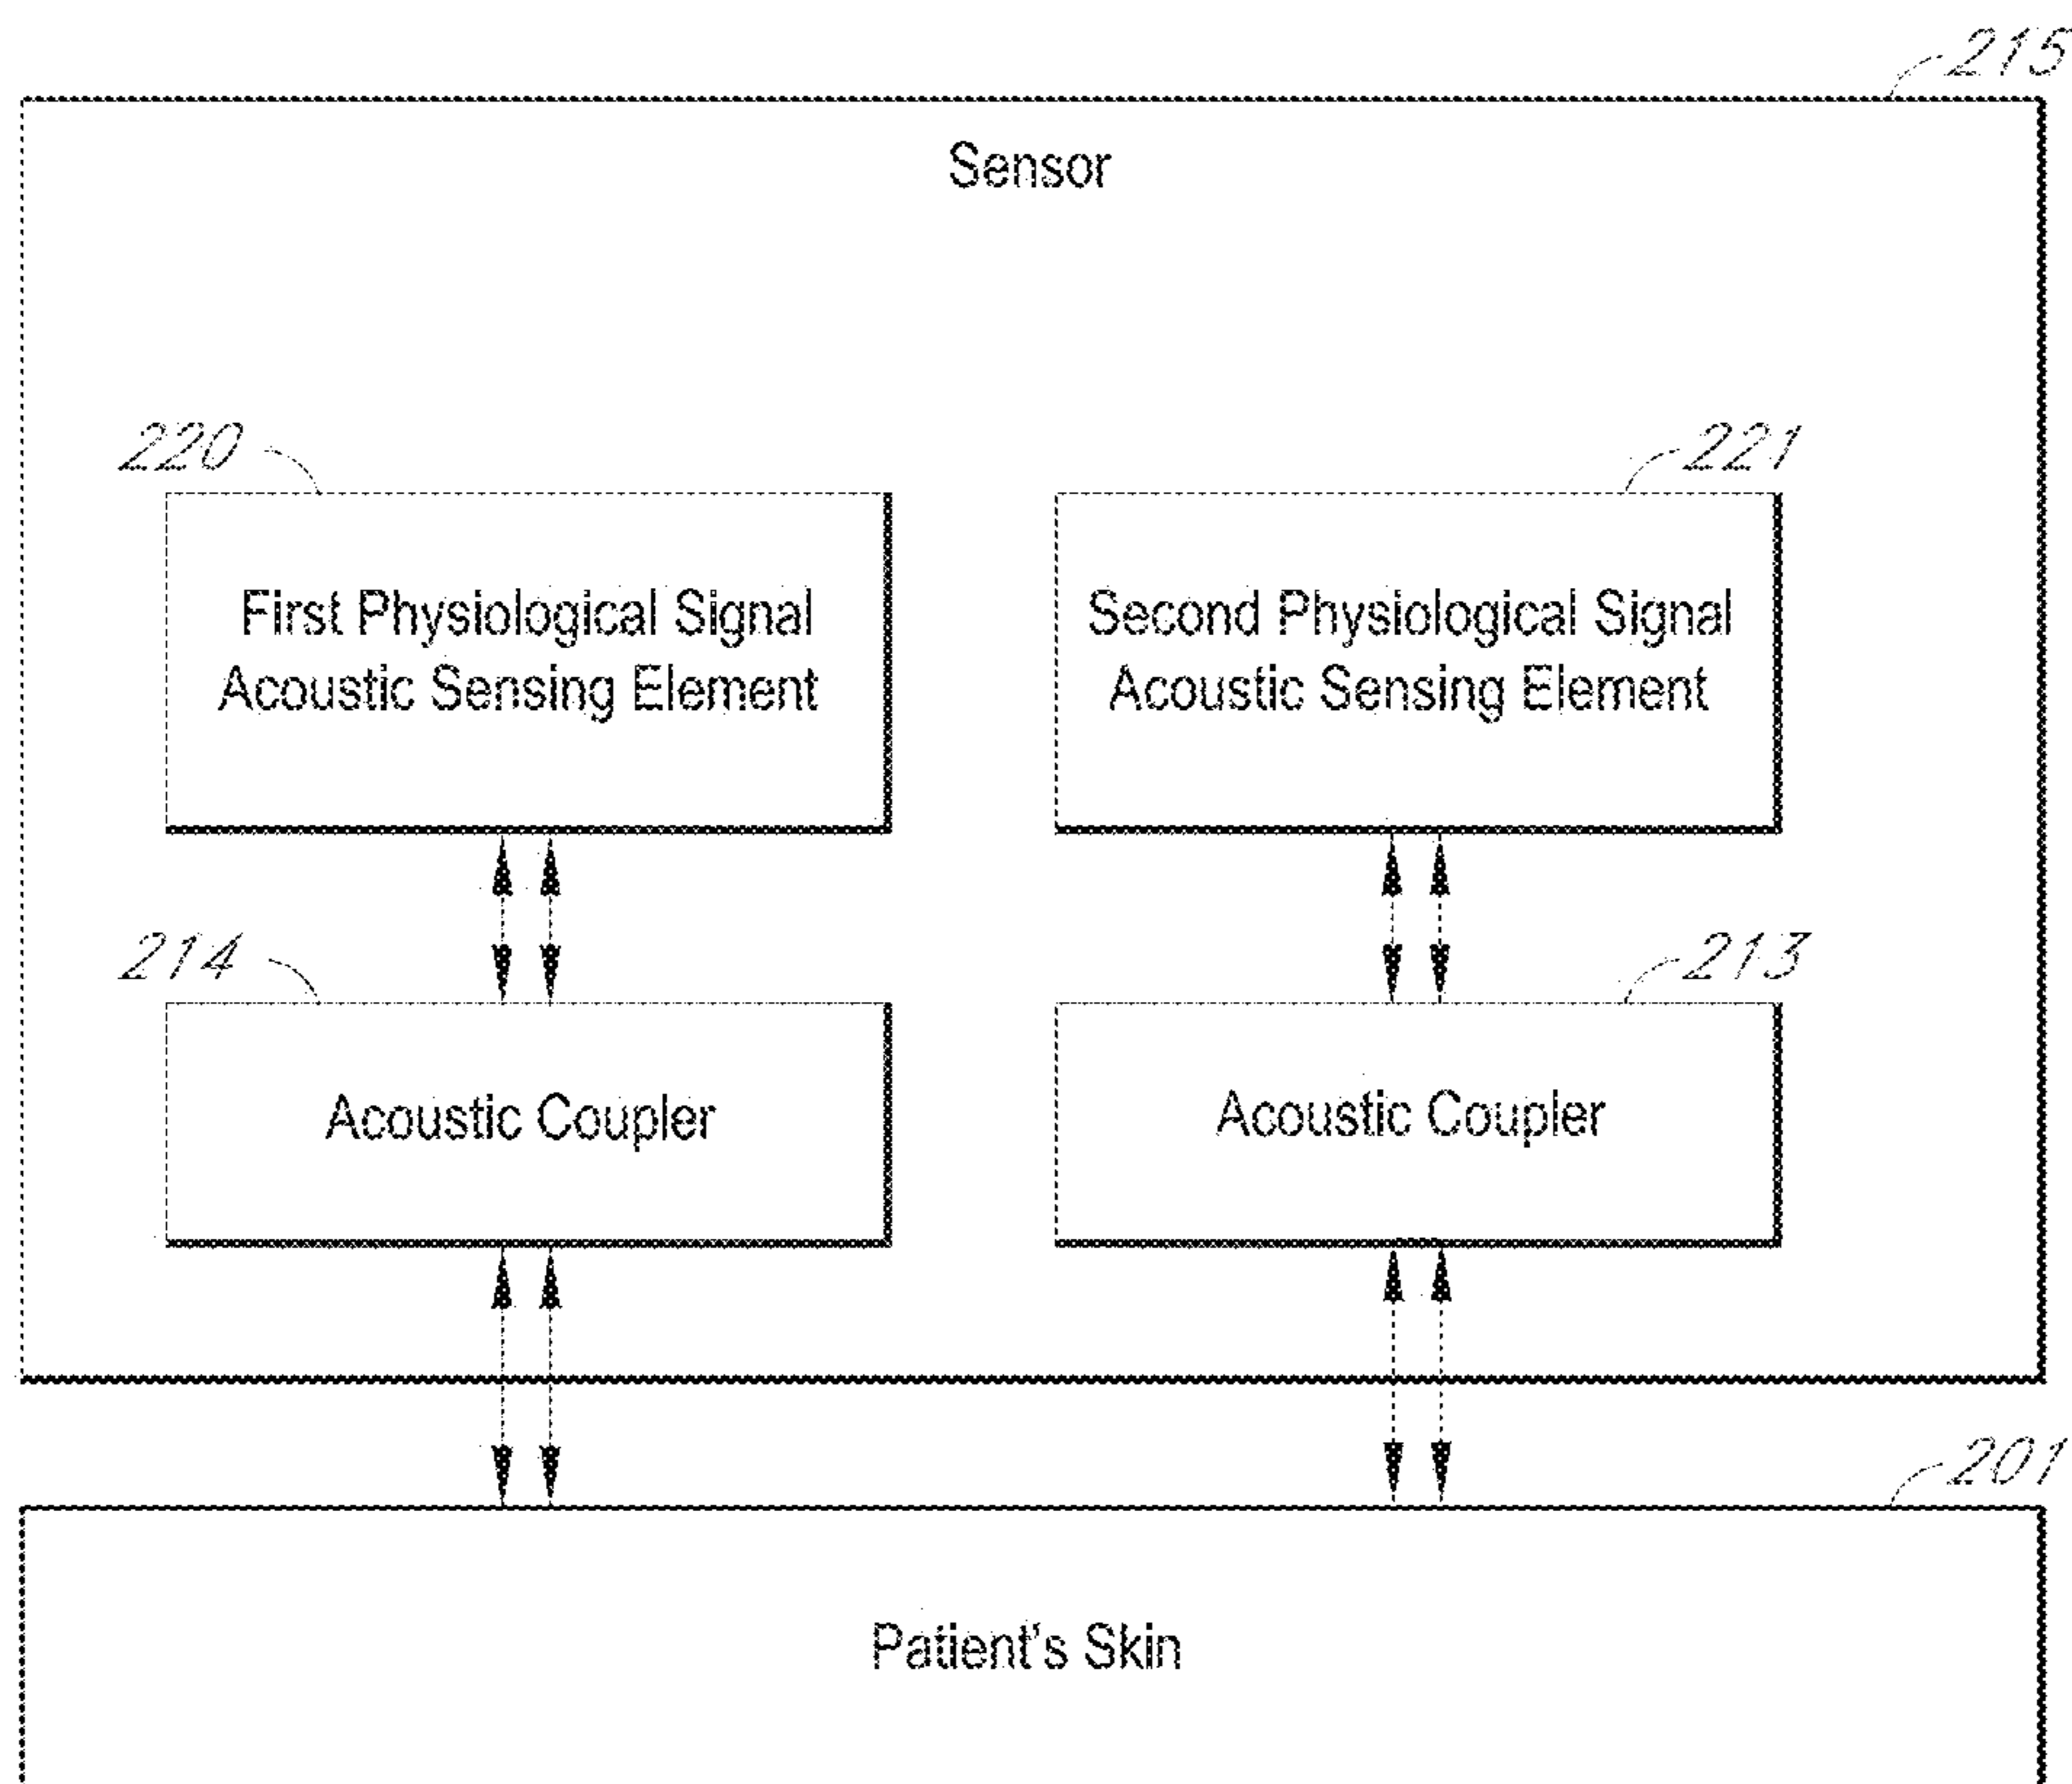 215
Sensor
220
221
First Physiological Signal
Acoustic Sensing Element
Second Physiological Signal
Acoustic Sensing Element
214
213
Acoustic Coupler
Acoustic Coupler
201
Patient's Skin